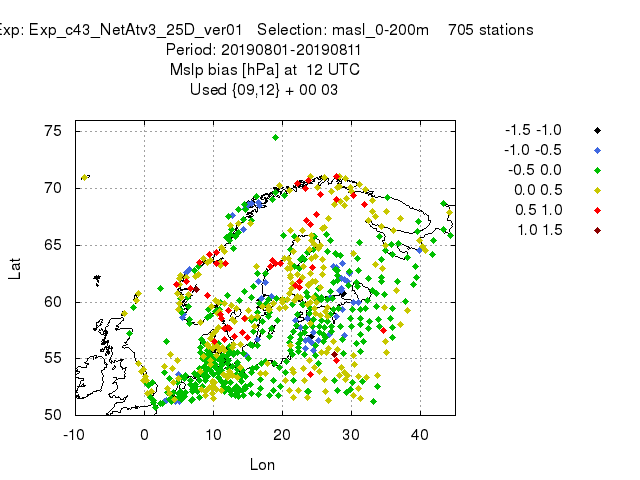 Exp: Exp_c43_NetAtv3_25D_ver01 Selection: masl_0-200m 705 stations
Period: 20190801-20190811
Mslp bias [hPa] at 12 UTC
Used {09,12} + 00 03
-1.5 -1.0
-1.0 -0.5
-0.5 0.0
0.0 0.5
0.5 1.0
1.0 1.5
75
70
65
60
55
50
Lat
-10 0 10 20 30 40
Lon